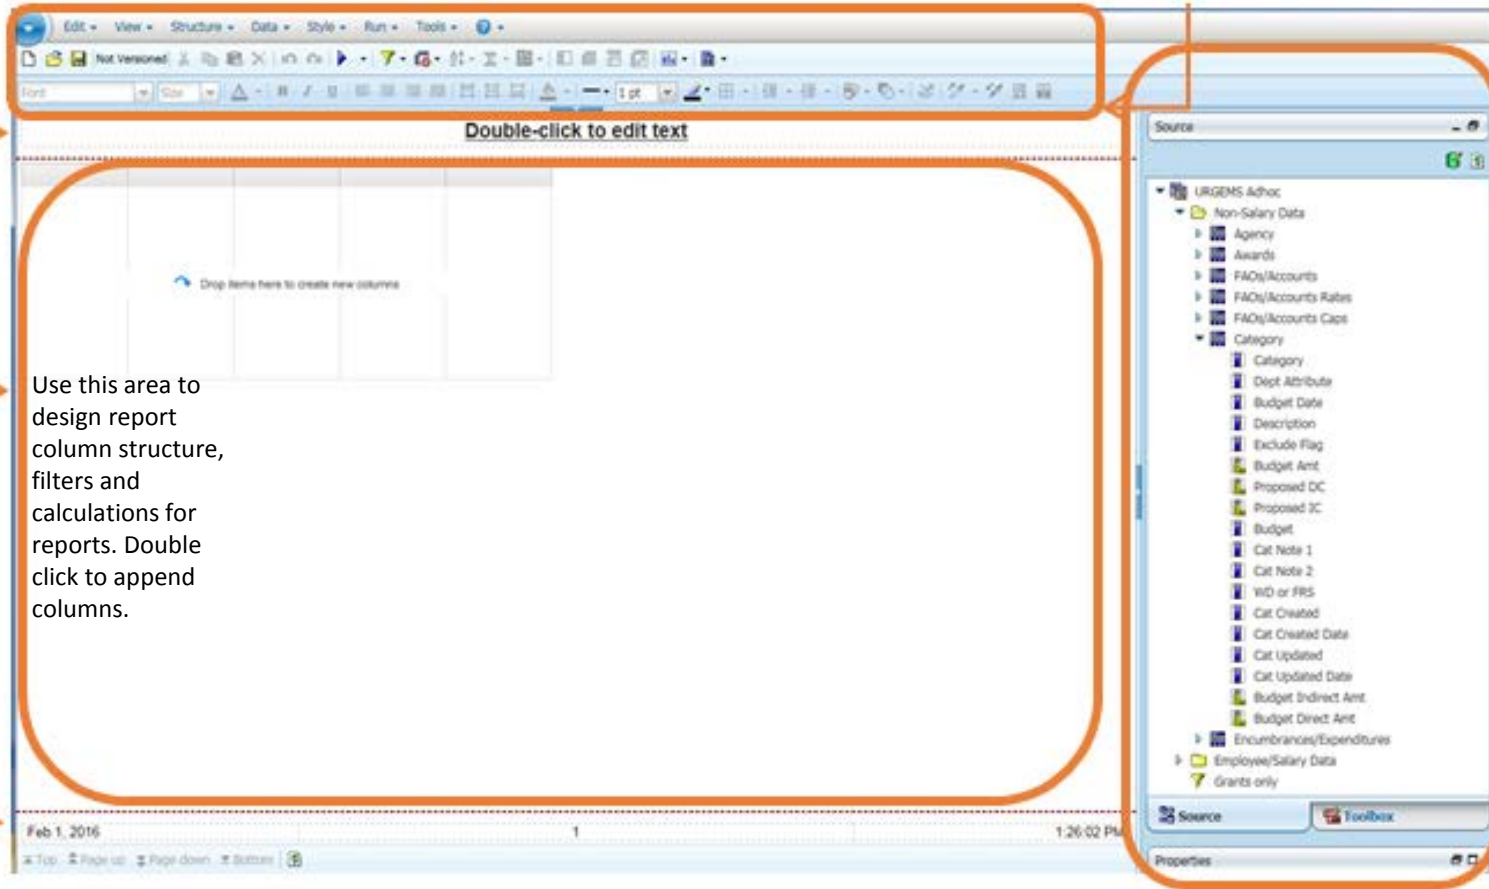 Edit View Structure Data Style Run Tools
Not Versioned
Font Size 1 pt
Double-click to edit text
Drop items here to create new columns
Use this area to
design report
column structure,
filters and
calculations for
reports. Double
click to append
columns.
Feb 1, 2016 1 1:26:02 PM
Top Page up Page down Bottom
Source
URGEMS Adhoc
Non-Salary Data
Agency
Awards
FAOs/Accounts
FAOs/Accounts Rates
FAOs/Accounts Caps
Category
Category
Dept Attribute
Budget Date
Description
Exclude Flag
Budget Amt
Proposed DC
Proposed IC
Budget
Cat Note 1
Cat Note 2
WD or FRS
Cat Created
Cat Created Date
Cat Updated
Cat Updated Date
Budget Indirect Amt
Budget Direct Amt
Encumbrances/Expenditures
Employee/Salary Data
Grants only
Source Toolbox
Properties